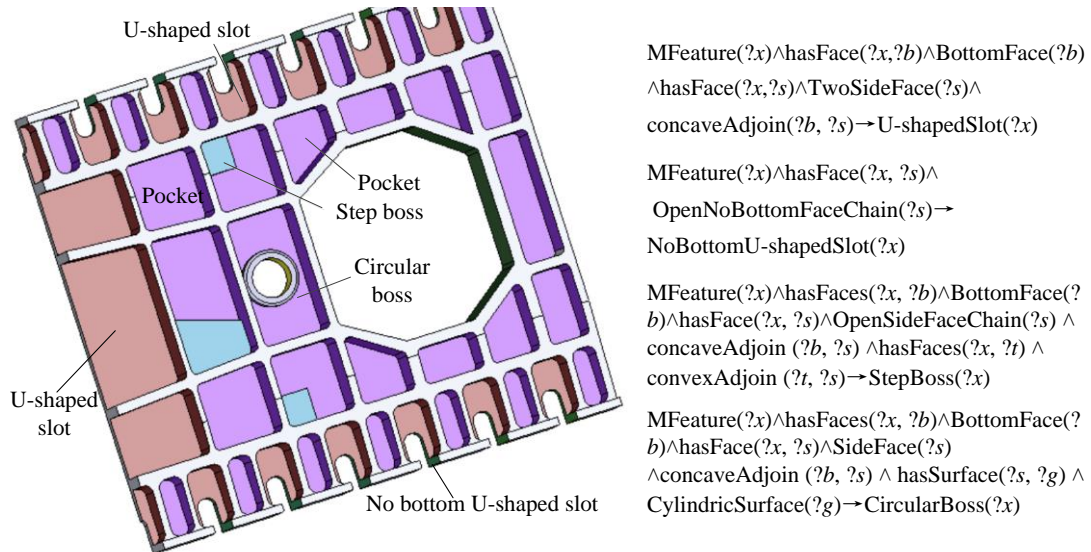 U-shaped slot
Pocket
Pocket
Step boss
Circular
boss
U-shaped
slot
No bottom U-shaped slot
MFeature(?x)∧hasFace(?x,?b)∧BottomFace(?b)
∧hasFace(?x,?s)∧TwoSideFace(?s)∧
concaveAdjoin(?b, ?s)→U-shapedSlot(?x)
MFeature(?x)∧hasFace(?x, ?s)∧
OpenNoBottomFaceChain(?s)→
NoBottomU-shapedSlot(?x)
MFeature(?x)∧hasFaces(?x, ?b)∧BottomFace(?
b)∧hasFace(?x, ?s)∧OpenSideFaceChain(?s) ∧
concaveAdjoin (?b, ?s) ∧hasFaces(?x, ?t) ∧
convexAdjoin (?t, ?s)→StepBoss(?x)
MFeature(?x)∧hasFaces(?x, ?b)∧BottomFace(?
b)∧hasFace(?x, ?s)∧SideFace(?s)
∧concaveAdjoin (?b, ?s) ∧ hasSurface(?s, ?g) ∧
CylindricSurface(?g)→CircularBoss(?x)